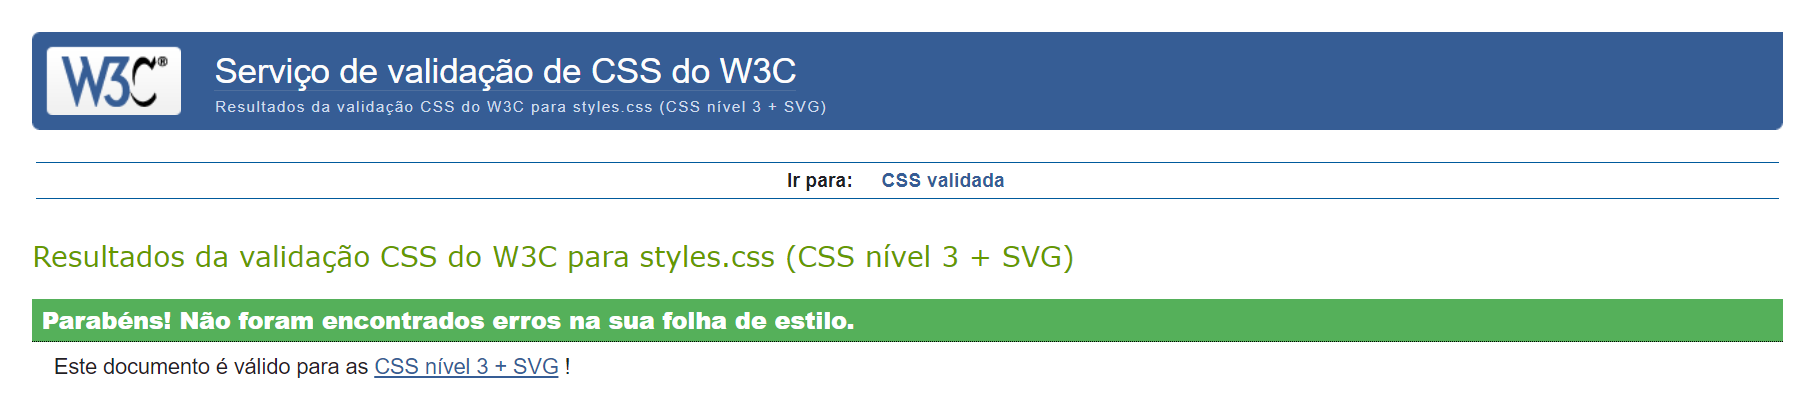 W3C®
Serviço de validação de CSS do W3C
Resultados da validação CSS do W3C para styles.css (CSS nível 3 + SVG)
Ir para: CSS validada
Resultados da validação CSS do W3C para styles.css (CSS nível 3 + SVG)
Parabéns! Não foram encontrados erros na sua folha de estilo.
Este documento é válido para as CSS nível 3 + SVG !